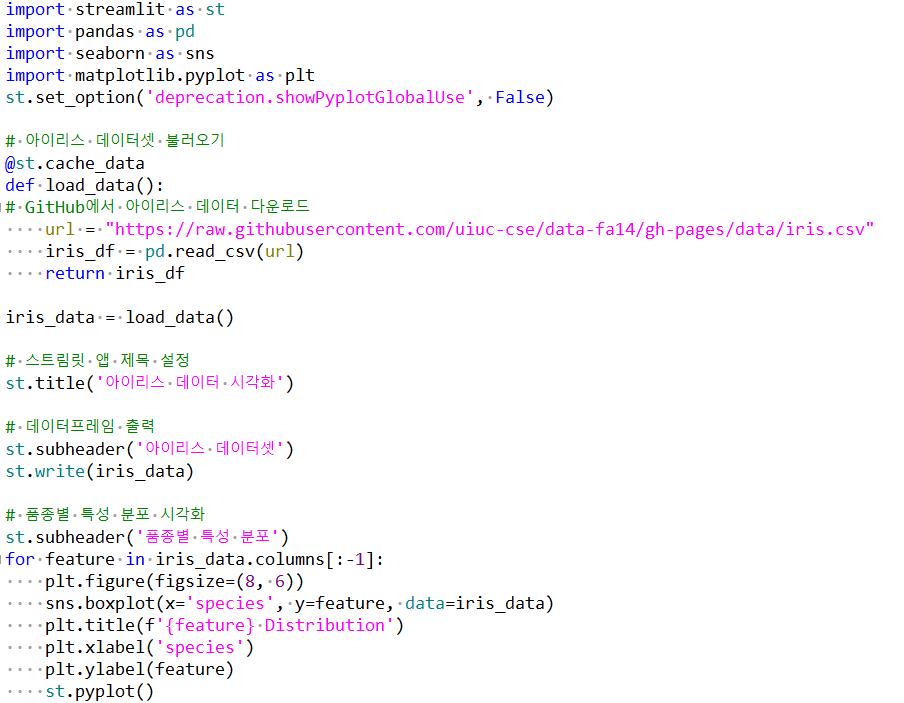 import streamlit as st
import pandas as pd
import seaborn as sns
import matplotlib.pyplot as plt
st.set_option('deprecation.showPyplotGlobalUse', False)

# 아이리스 데이터셋 불러오기
@st.cache_data
def load_data():
# GitHub에서 아이리스 데이터 다운로드
    url = "https://raw.githubusercontent.com/uiuc-cse/data-fa14/gh-pages/data/iris.csv"
    iris_df = pd.read_csv(url)
    return iris_df

iris_data = load_data()

# 스트림릿 앱 제목 설정
st.title('아이리스 데이터 시각화')

# 데이터프레임 출력
st.subheader('아이리스 데이터셋')
st.write(iris_data)

# 품종별 특성 분포 시각화
st.subheader('품종별 특성 분포')
for feature in iris_data.columns[:-1]:
    plt.figure(figsize=(8, 6))
    sns.boxplot(x='species', y=feature, data=iris_data)
    plt.title(f'{feature} Distribution')
    plt.xlabel('species')
    plt.ylabel(feature)
    st.pyplot()